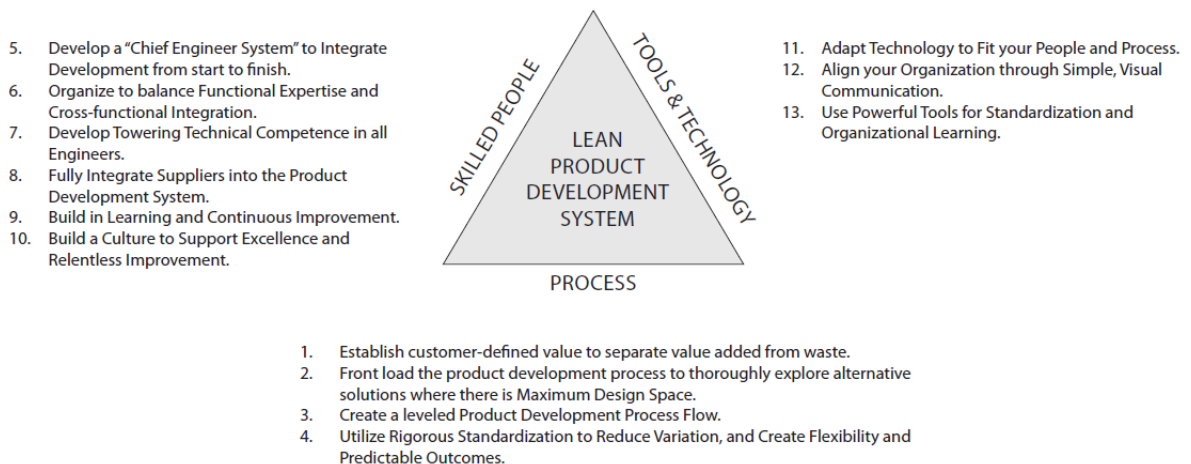 5. Develop a “Chief Engineer System” to Integrate
Development from start to finish.
6. Organize to balance Functional Expertise and
Cross-functional Integration.
7. Develop Towering Technical Competence in all
Engineers.
8. Fully Integrate Suppliers into the Product
Development System.
9. Build in Learning and Continuous Improvement.
10. Build a Culture to Support Excellence and
Relentless Improvement.
SKILLED PEOPLE
TOOLS & TECHNOLOGY
LEAN
PRODUCT
DEVELOPMENT
SYSTEM
PROCESS
11. Adapt Technology to Fit your People and Process.
12. Align your Organization through Simple, Visual
Communication.
13. Use Powerful Tools for Standardization and
Organizational Learning.
1. Establish customer-defined value to separate value added from waste.
2. Front load the product development process to thoroughly explore alternative
solutions where there is Maximum Design Space.
3. Create a leveled Product Development Process Flow.
4. Utilize Rigorous Standardization to Reduce Variation, and Create Flexibility and
Predictable Outcomes.